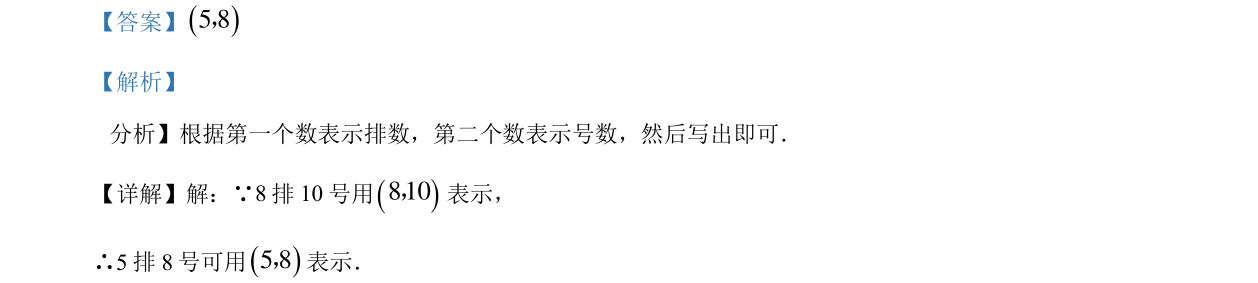 【答案】(5,8)
【解析】
分析】根据第一个数表示排数，第二个数表示号数，然后写出即可．
【详解】解：∵8 排 10 号用(8,10) 表示，
∴5 排 8 号可用(5,8) 表示．